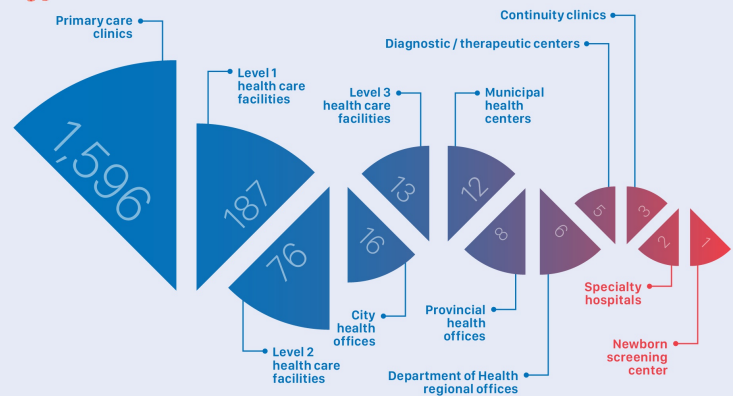 Primary care
clinics
1,596
Level 1
health care
facilities
187
Level 2
health care
facilities
76
City
health
offices
16
Level 3
health care
facilities
13
Municipal
health
centers
12
Provincial
health
offices
8
Department of Health
regional offices
6
Diagnostic / therapeutic centers
5
Continuity clinics
3
Specialty
hospitals
2
Newborn
screening
center
1